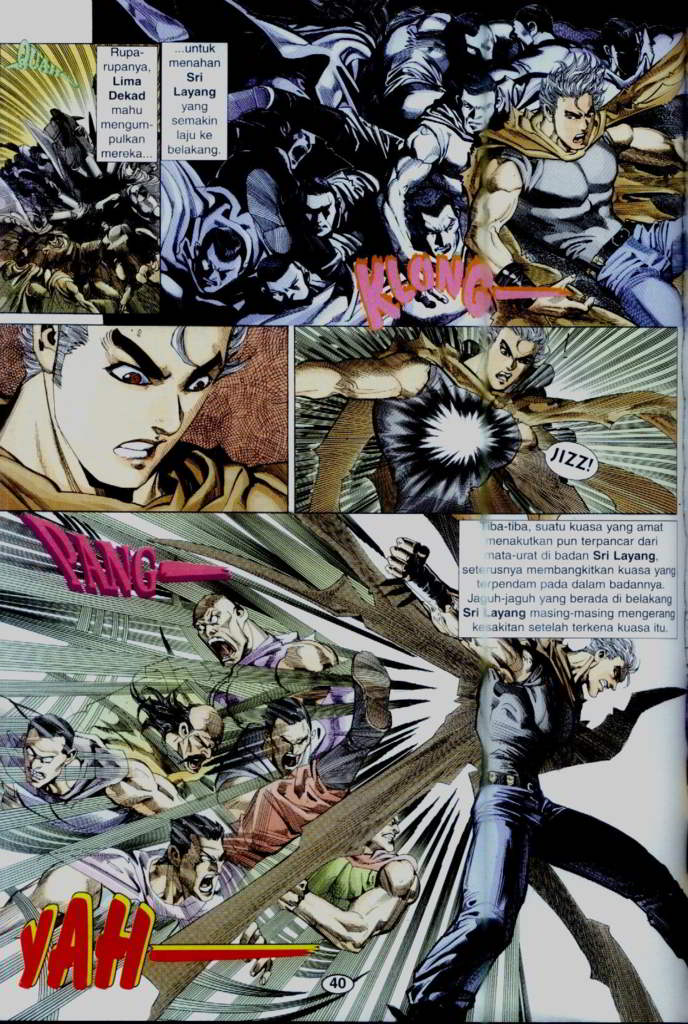 QUAH
Rupa-
rupanya,
Lima
Dekad
mahu
mengum-
pulkan
mereka...
...untuk
menahan
Sri
Layang
yang
semakin
laju ke
belakang.
KLONG
JIZZ!
PANG
Tiba-tiba, suatu kuasa yang amat
menakutkan pun terpancar dari
mata-urat di badan Sri Layang,
seterusnya membangkitkan kuasa yang
terpendam pada dalam badannya.
Jaguh-jaguh yang berada di belakang
Sri Layang masing-masing mengerang
kesakitan setelah terkena kuasa itu.
YAH
40